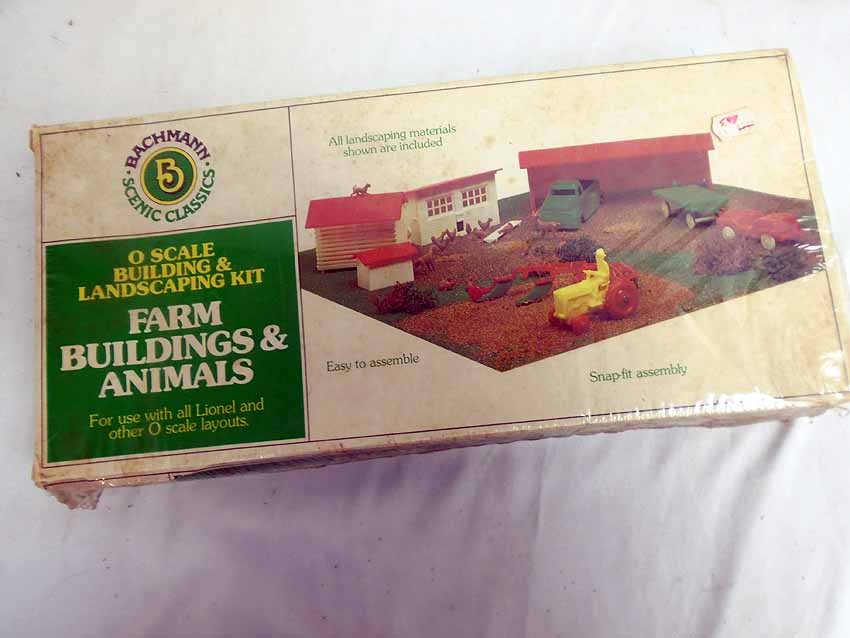 BACHMANN
B
SCENIC CLASSICS
O SCALE
BUILDING &
LANDSCAPING KIT
FARM
BUILDINGS &
ANIMALS
For use with all Lionel and
other O scale layouts.
All landscaping materials
shown are included
Easy to assemble
Snap-fit assembly